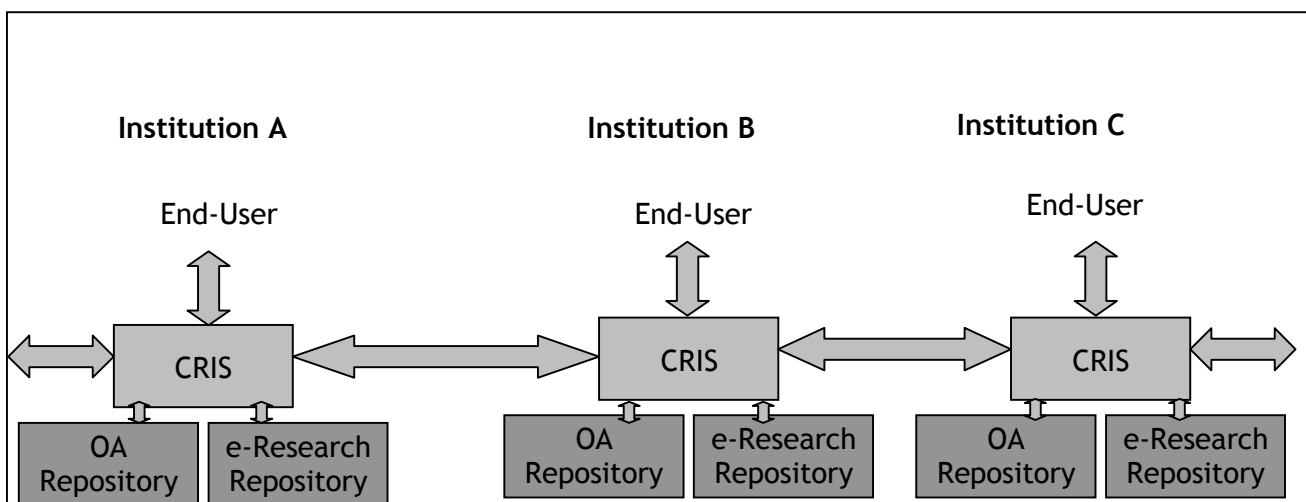 Institution A
Institution B
Institution C
End-User
End-User
End-User
CRIS
CRIS
CRIS
OA
Repository
e-Research
Repository
OA
Repository
e-Research
Repository
OA
Repository
e-Research
Repository